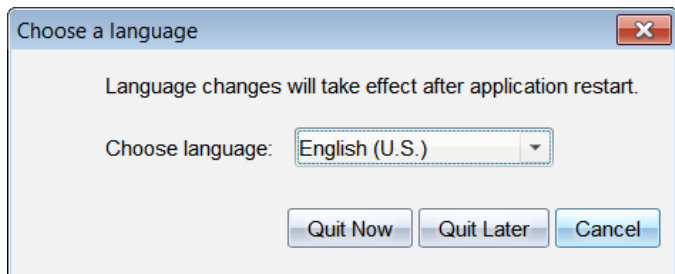 Choose a language
Language changes will take effect after application restart.
Choose language: English (U.S.)
Quit Now Quit Later Cancel